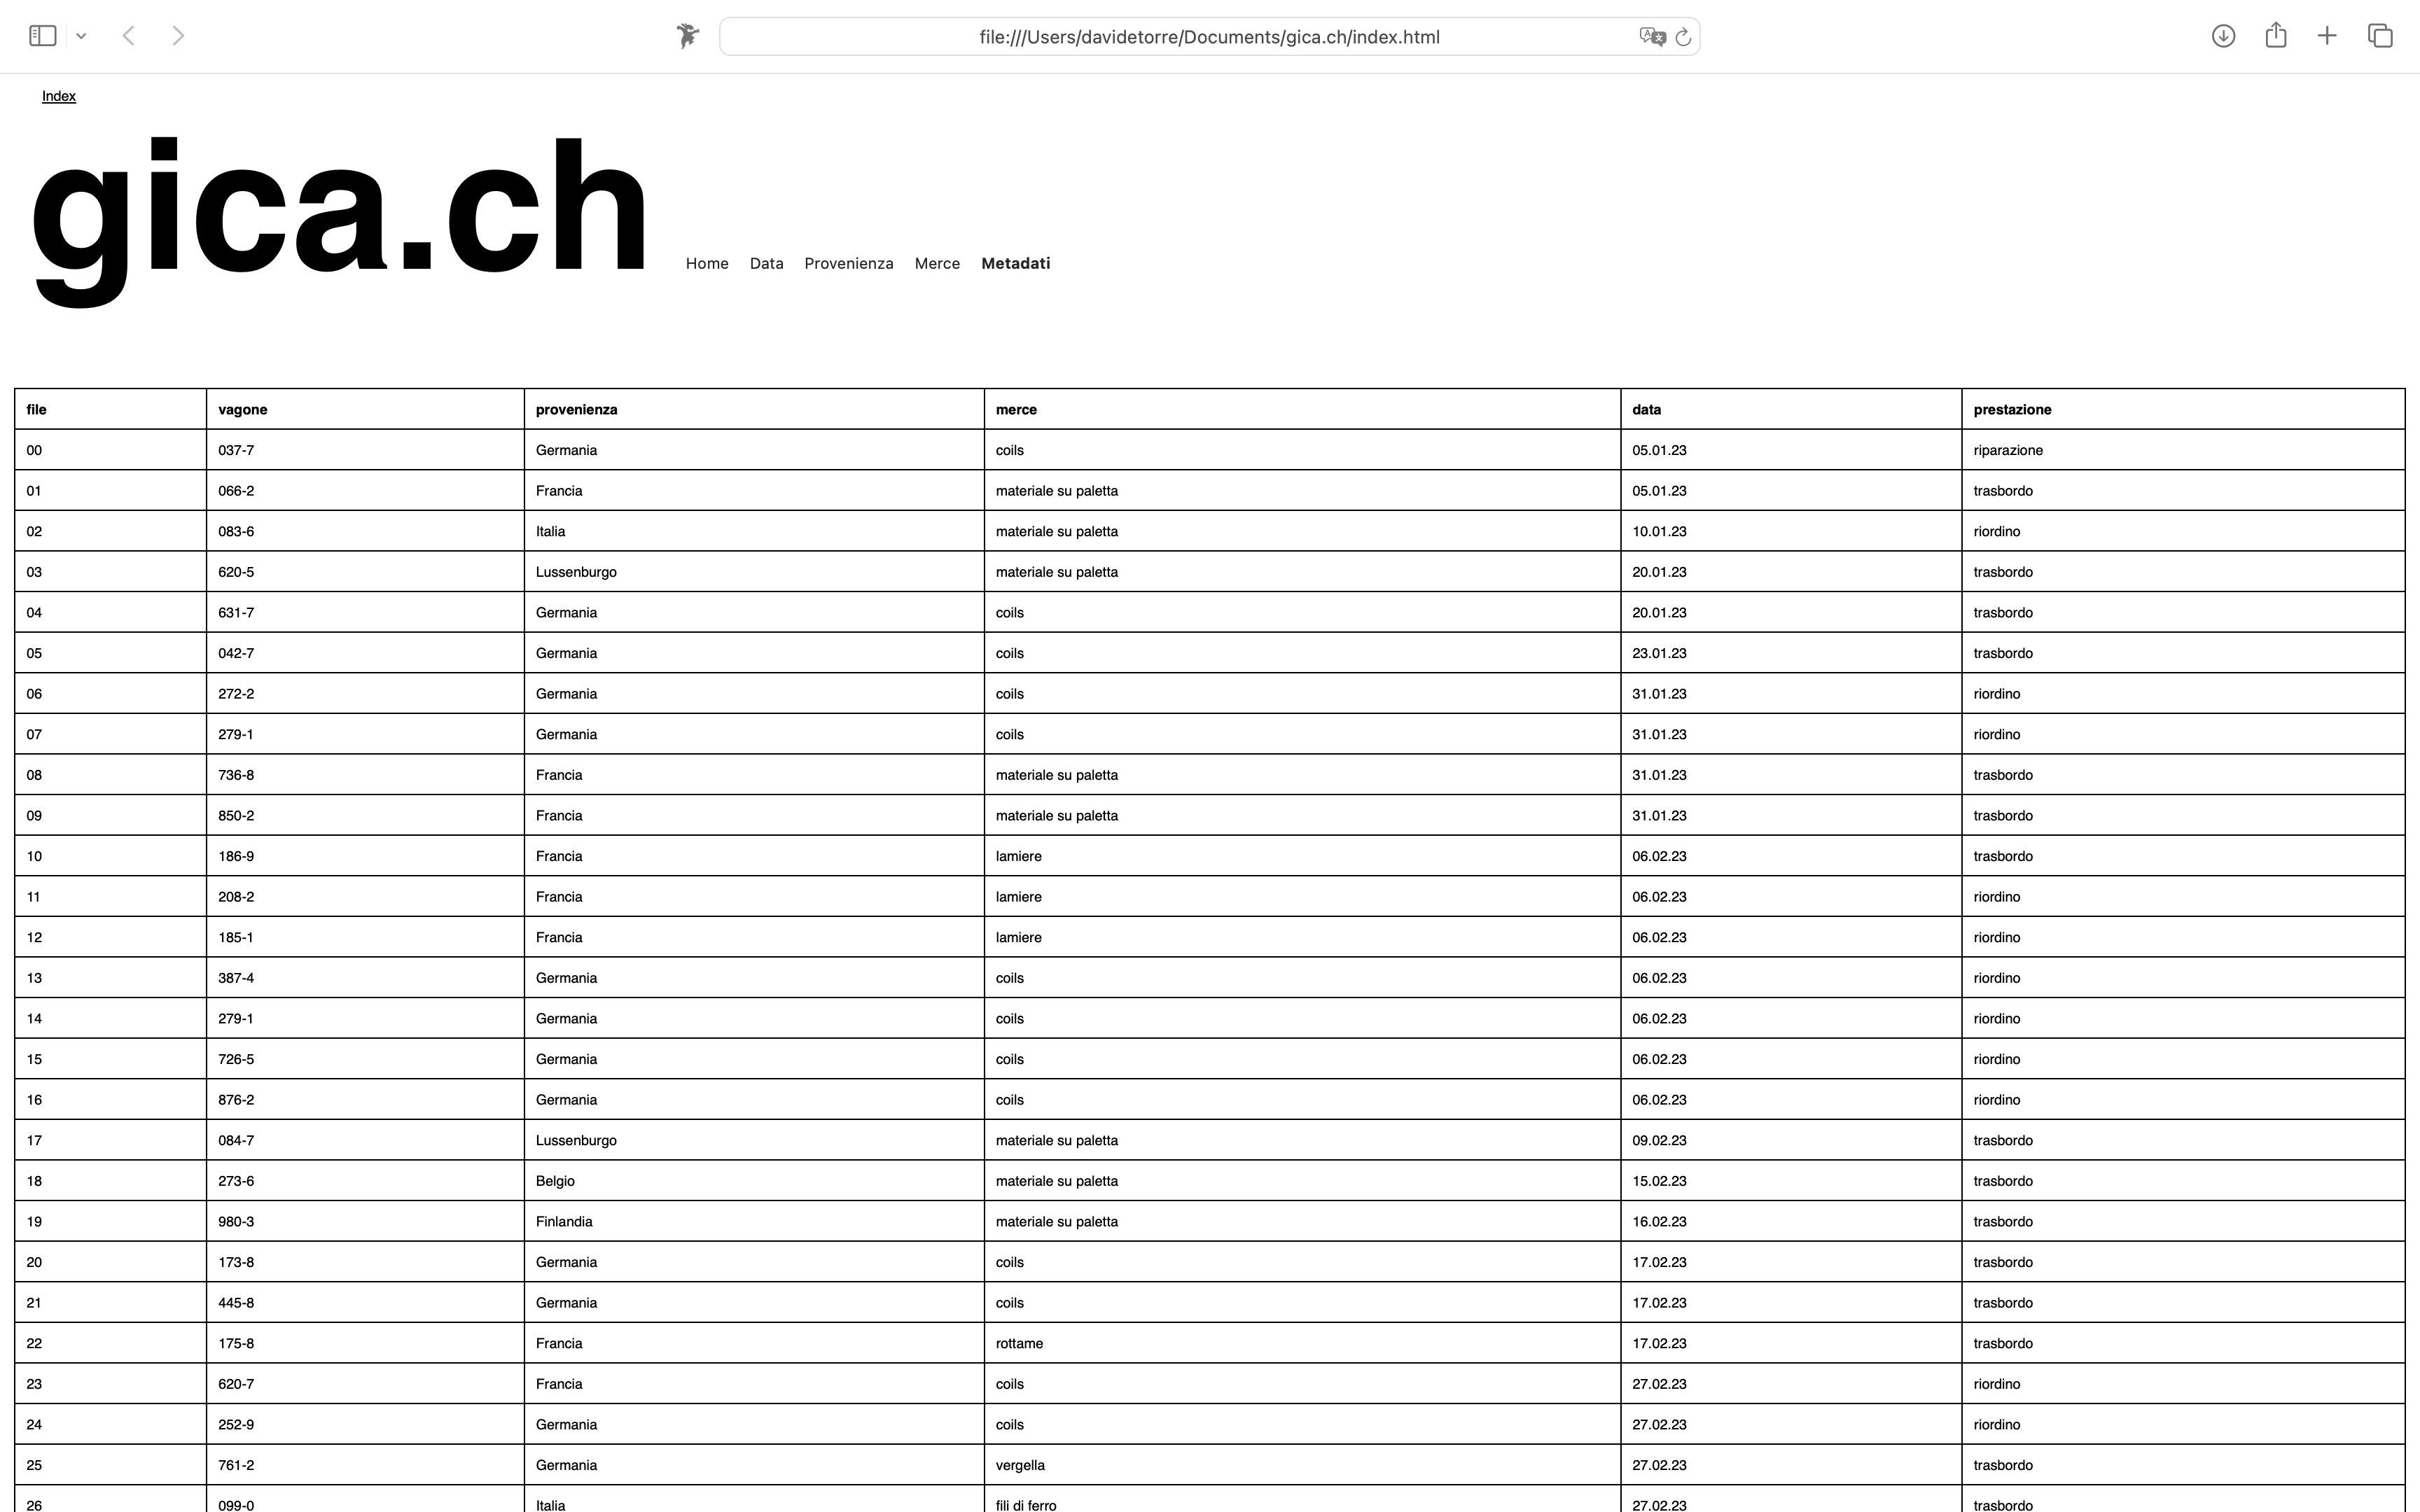 file:///Users/davidetorre/Documents/gica.ch/index.html
Index
gica.ch
Home Data Provenienza Merce Metadati
file vagone provenienza merce data prestazione
00 037-7 Germania coils 05.01.23 riparazione
01 066-2 Francia materiale su paletta 05.01.23 trasbordo
02 083-6 Italia materiale su paletta 10.01.23 riordino
03 620-5 Lussenburgo materiale su paletta 20.01.23 trasbordo
04 631-7 Germania coils 20.01.23 trasbordo
05 042-7 Germania coils 23.01.23 trasbordo
06 272-2 Germania coils 31.01.23 riordino
07 279-1 Germania coils 31.01.23 riordino
08 736-8 Francia materiale su paletta 31.01.23 trasbordo
09 850-2 Francia materiale su paletta 31.01.23 trasbordo
10 186-9 Francia lamiere 06.02.23 trasbordo
11 208-2 Francia lamiere 06.02.23 riordino
12 185-1 Francia lamiere 06.02.23 riordino
13 387-4 Germania coils 06.02.23 riordino
14 279-1 Germania coils 06.02.23 riordino
15 726-5 Germania coils 06.02.23 riordino
16 876-2 Germania coils 06.02.23 riordino
17 084-7 Lussenburgo materiale su paletta 09.02.23 trasbordo
18 273-6 Belgio materiale su paletta 15.02.23 trasbordo
19 980-3 Finlandia materiale su paletta 16.02.23 trasbordo
20 173-8 Germania coils 17.02.23 trasbordo
21 445-8 Germania coils 17.02.23 trasbordo
22 175-8 Francia rottame 17.02.23 trasbordo
23 620-7 Francia coils 27.02.23 riordino
24 252-9 Germania coils 27.02.23 riordino
25 761-2 Germania vergella 27.02.23 trasbordo
26 099-0 Italia fili di ferro 27.02.23 trasbordo